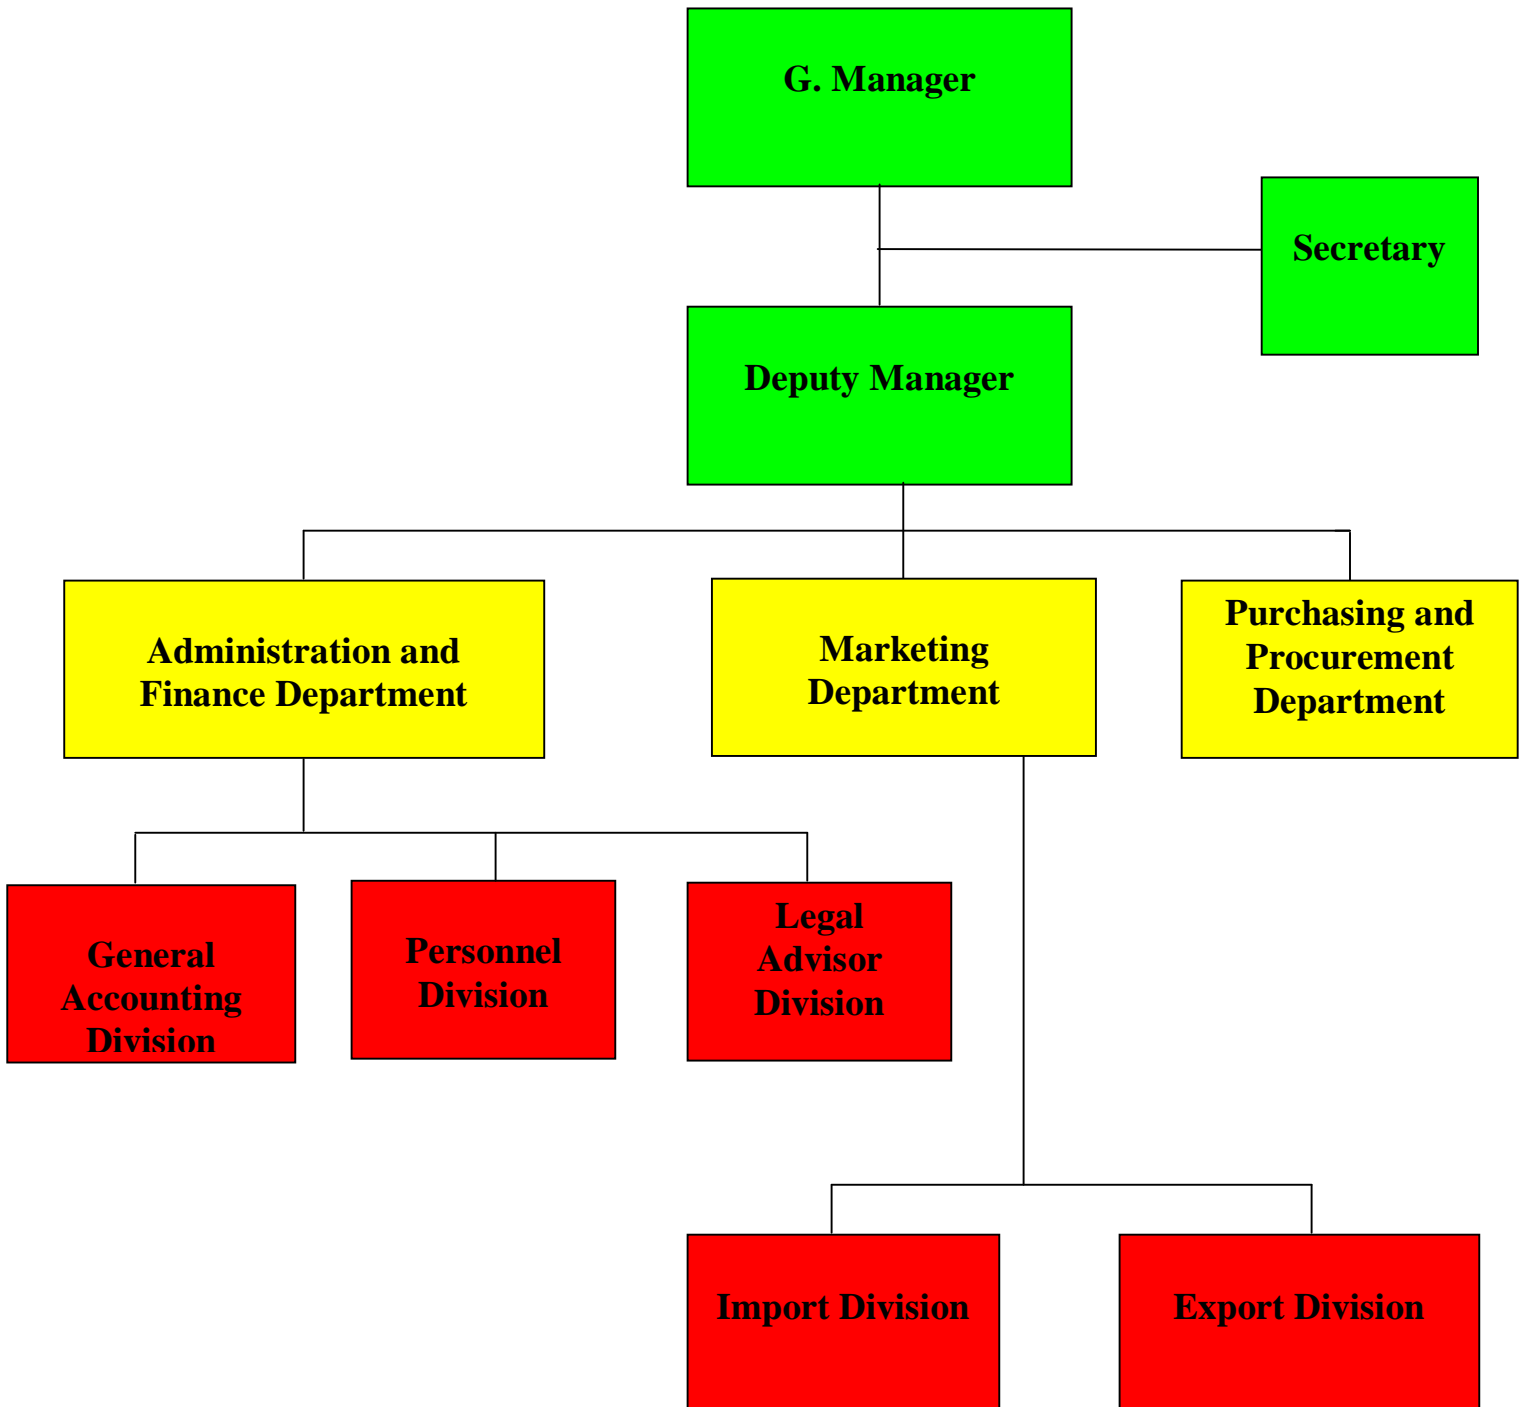 G. Manager
Secretary
Deputy Manager
Administration and
Finance Department
Marketing
Department
Purchasing and
Procurement
Department
General
Accounting
Division
Personnel
Division
Legal
Advisor
Division
Import Division
Export Division